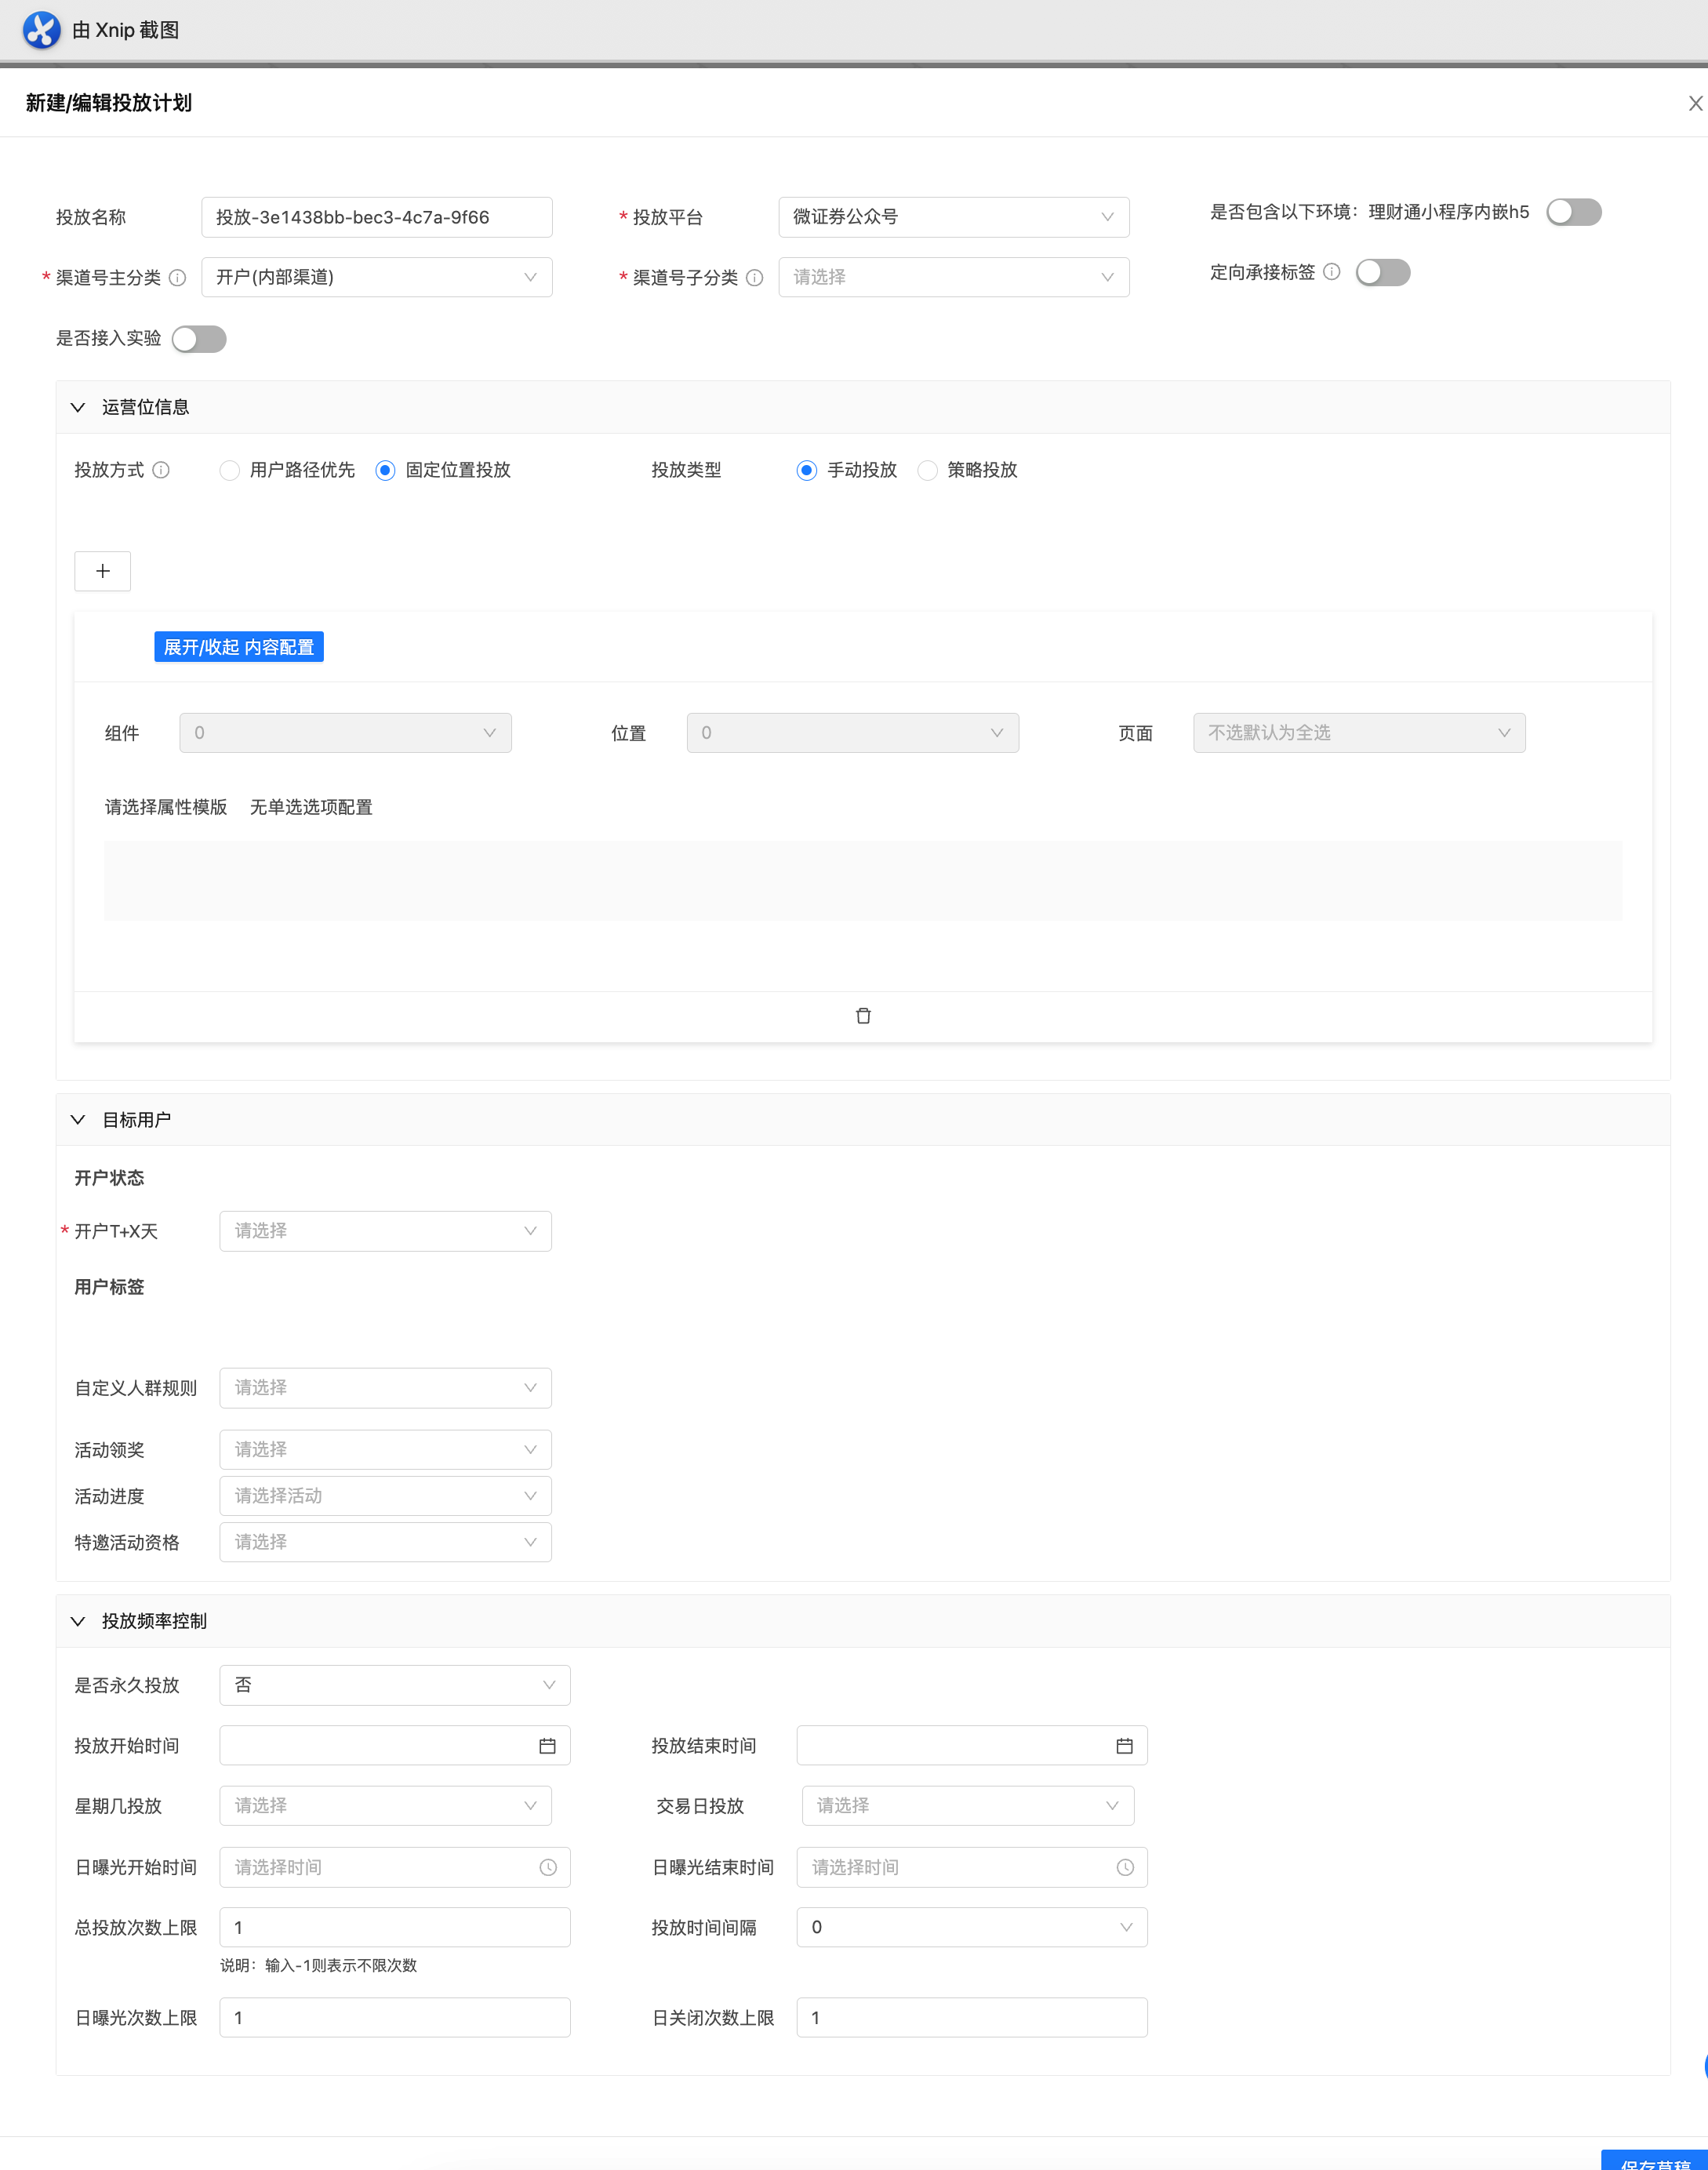 由 Xnip 截图
新建/编辑投放计划
投放名称 投放-3e1438bb-bec3-4c7a-9f66 * 投放平台 微证券公众号 是否包含以下环境：理财通小程序内嵌h5
* 渠道号主分类 开户(内部渠道) * 渠道号子分类 请选择 定向承接标签
是否接入实验
运营位信息
投放方式 用户路径优先 固定位置投放 投放类型 手动投放 策略投放
+
展开/收起 内容配置
组件 0 位置 0 页面 不选默认为全选
请选择属性模版 无单选选项配置
目标用户
开户状态
* 开户T+X天 请选择
用户标签
自定义人群规则 请选择
活动领奖 请选择
活动进度 请选择活动
特邀活动资格 请选择
投放频率控制
是否永久投放 否
投放开始时间 投放结束时间
星期几投放 请选择 交易日投放 请选择
日曝光开始时间 请选择时间 日曝光结束时间 请选择时间
总投放次数上限 1 投放时间间隔 0
说明：输入-1则表示不限次数
日曝光次数上限 1 日关闭次数上限 1
保存草稿